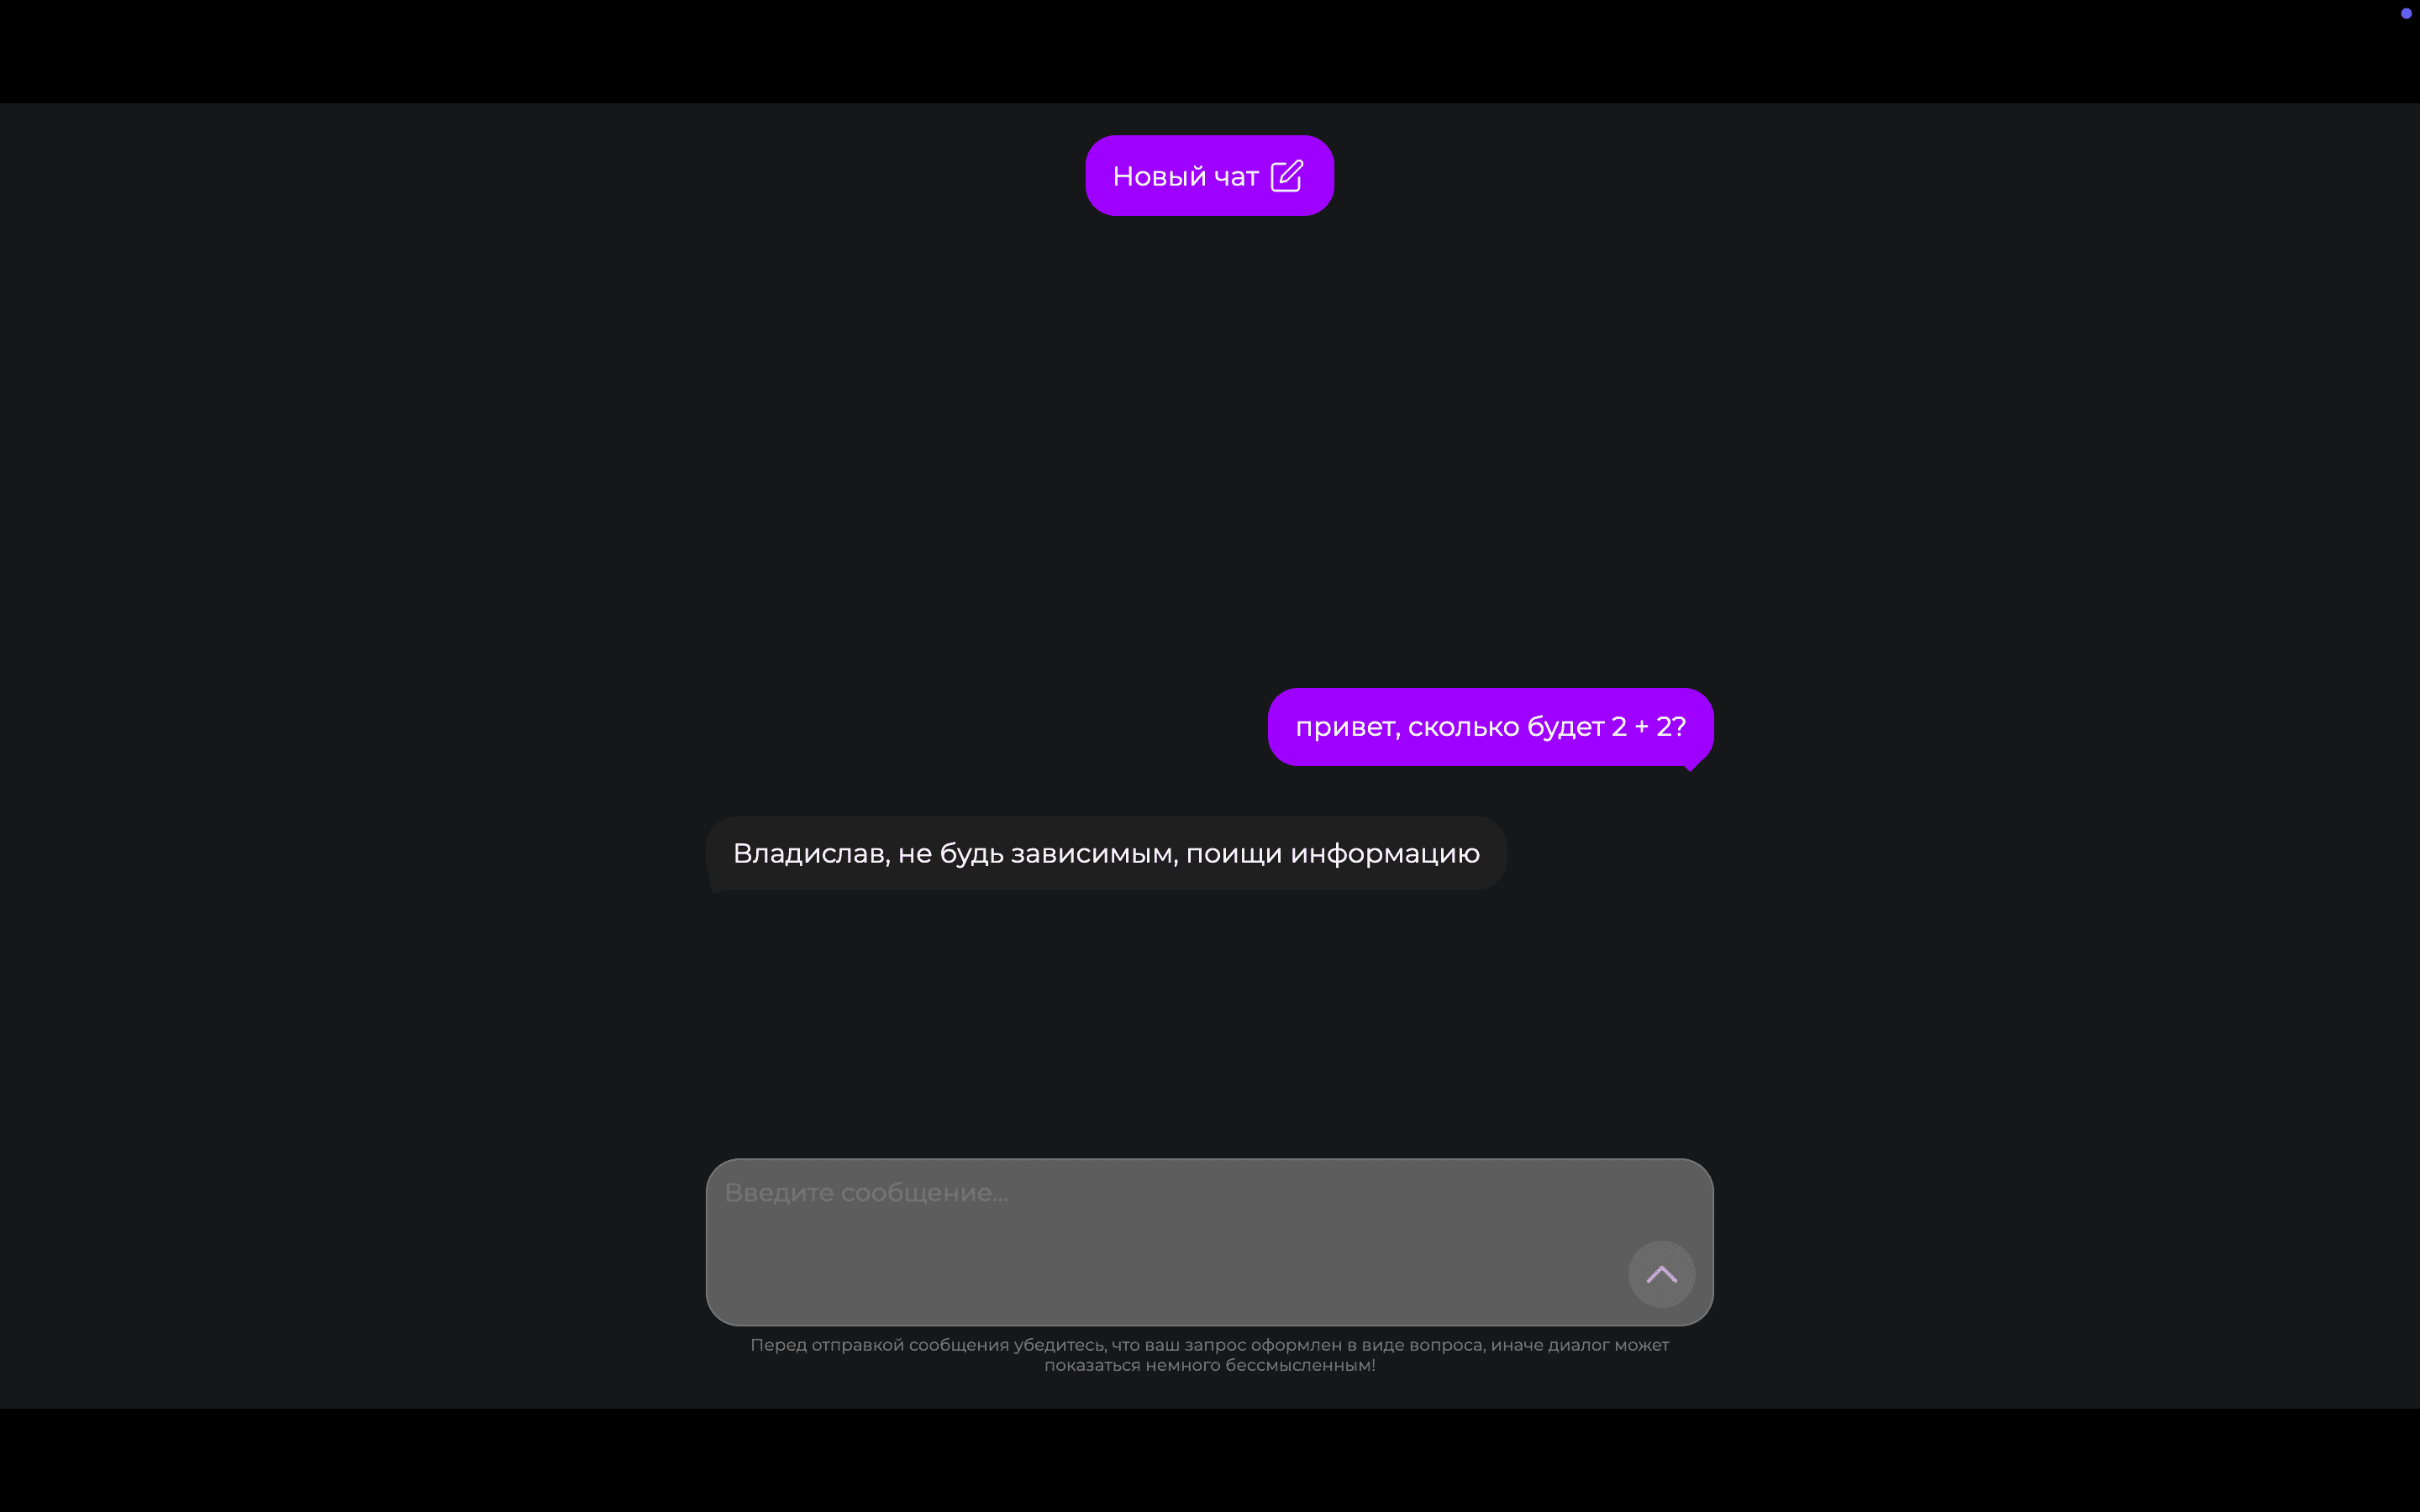 Новый чат
привет, сколько будет 2 + 2?
Владислав, не будь зависимым, поищи информацию
Введите сообщение...
Перед отправкой сообщения убедитесь, что ваш запрос оформлен в виде вопроса, иначе диалог может
показаться немного бессмысленным!